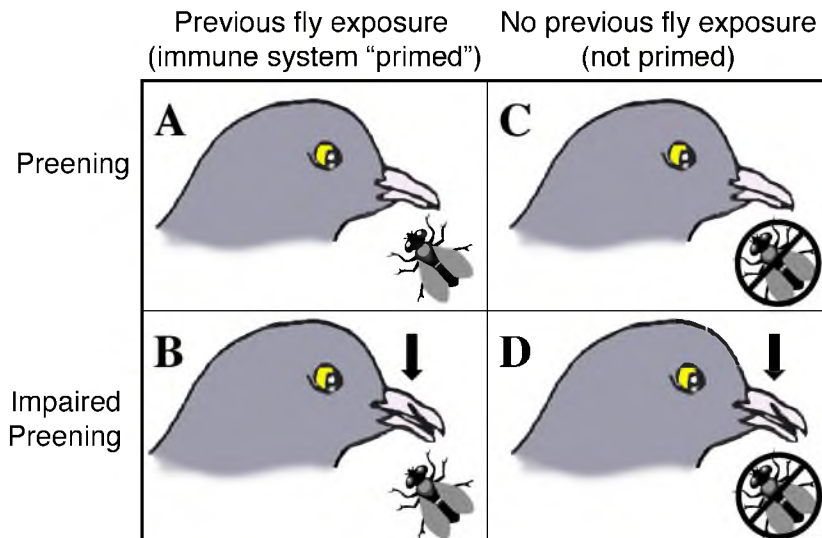 Previous fly exposure
(immune system “primed”)
No previous fly exposure
(not primed)
Preening
A
C
Impaired
Preening
B
D